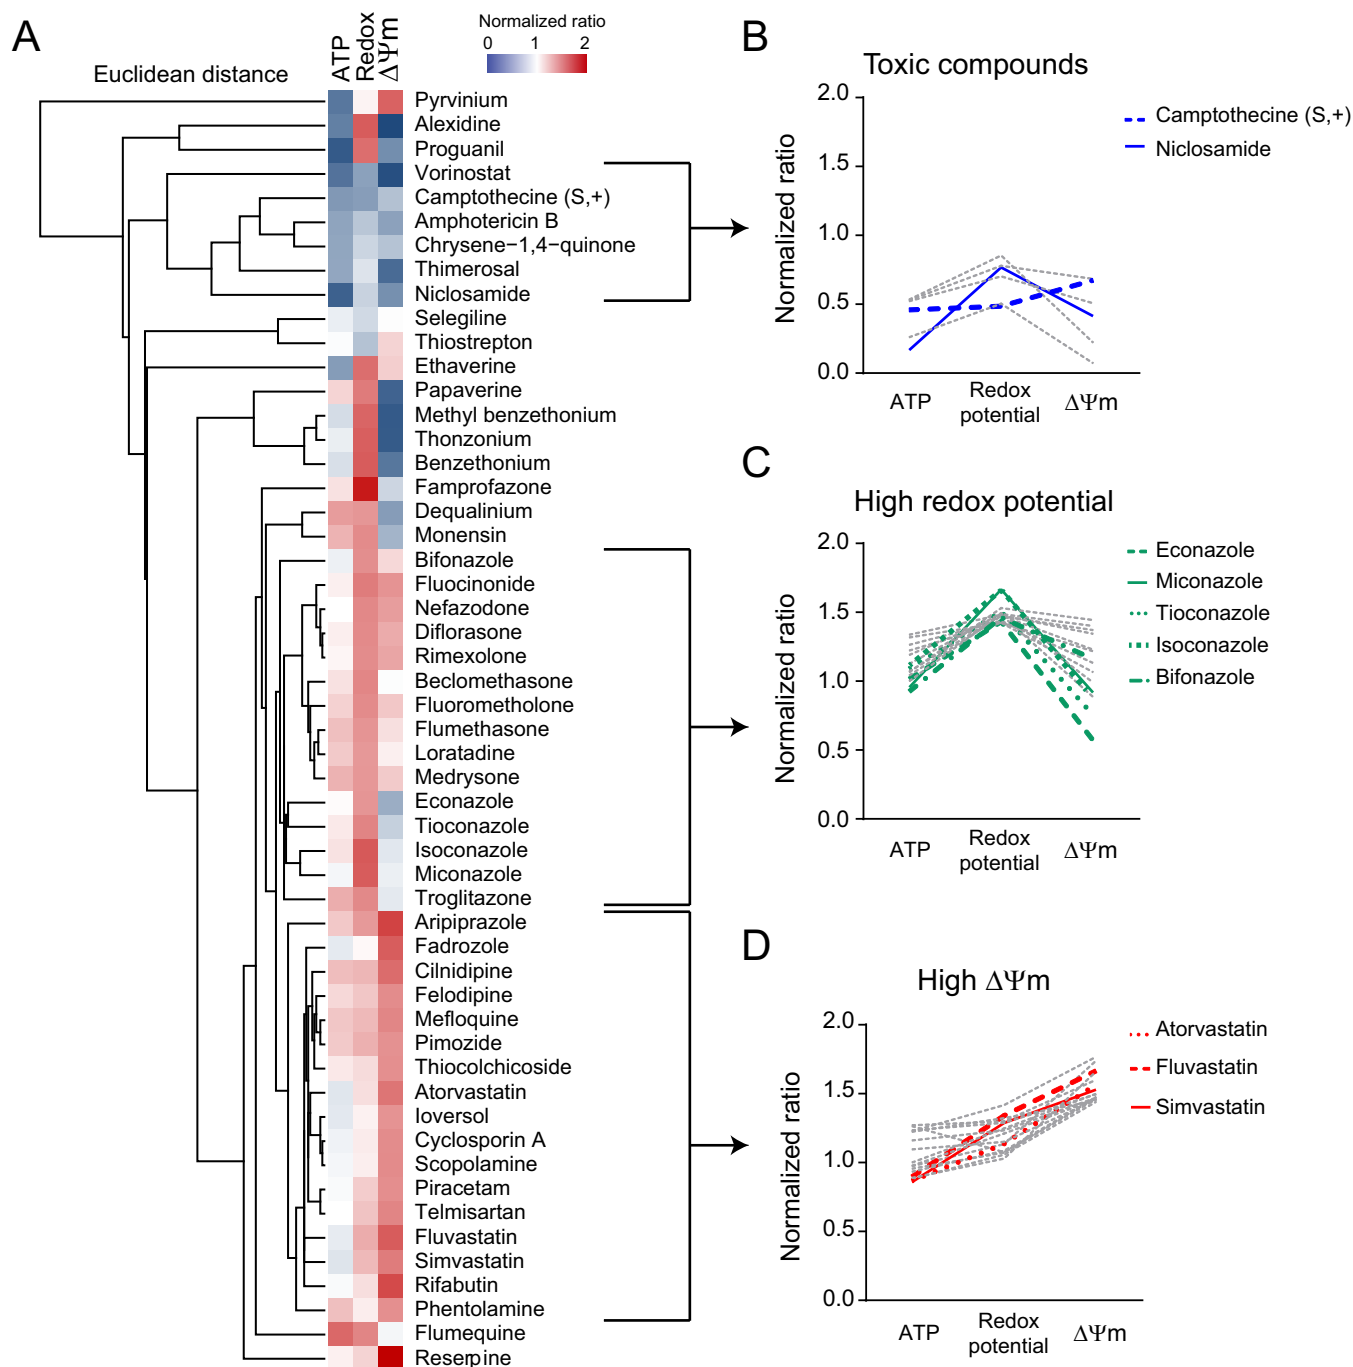 A
Euclidean distance
ATP
Redox
ΔΨm
Normalized ratio
0 1 2
Pyrvinium
Alexidine
Proguanil
Vorinostat
Camptothecine (S,+)
Amphotericin B
Chrysene−1,4−quinone
Thimerosal
Niclosamide
Selegiline
Thiostrepton
Ethaverine
Papaverine
Methyl benzethonium
Thonzonium
Benzethonium
Famprofazone
Dequalinium
Monensin
Bifonazole
Fluocinonide
Nefazodone
Diflorasone
Rimexolone
Beclomethasone
Fluorometholone
Flumethasone
Loratadine
Medrysone
Econazole
Tioconazole
Isoconazole
Miconazole
Troglitazone
Aripiprazole
Fadrozole
Cilnidipine
Felodipine
Mefloquine
Pimozide
Thiocolchicoside
Atorvastatin
Ioversol
Cyclosporin A
Scopolamine
Piracetam
Telmisartan
Fluvastatin
Simvastatin
Rifabutin
Phentolamine
Flumequine
Reserpine
B
Toxic compounds
Normalized ratio
2.0
1.5
1.0
0.5
0.0
ATP
Redox
potential
ΔΨm
Camptothecine (S,+)
Niclosamide
C
High redox potential
Normalized ratio
2.0
1.5
1.0
0.5
0.0
ATP
Redox
potential
ΔΨm
Econazole
Miconazole
Tioconazole
Isoconazole
Bifonazole
D
High ΔΨm
Normalized ratio
2.0
1.5
1.0
0.5
0.0
ATP
Redox
potential
ΔΨm
Atorvastatin
Fluvastatin
Simvastatin